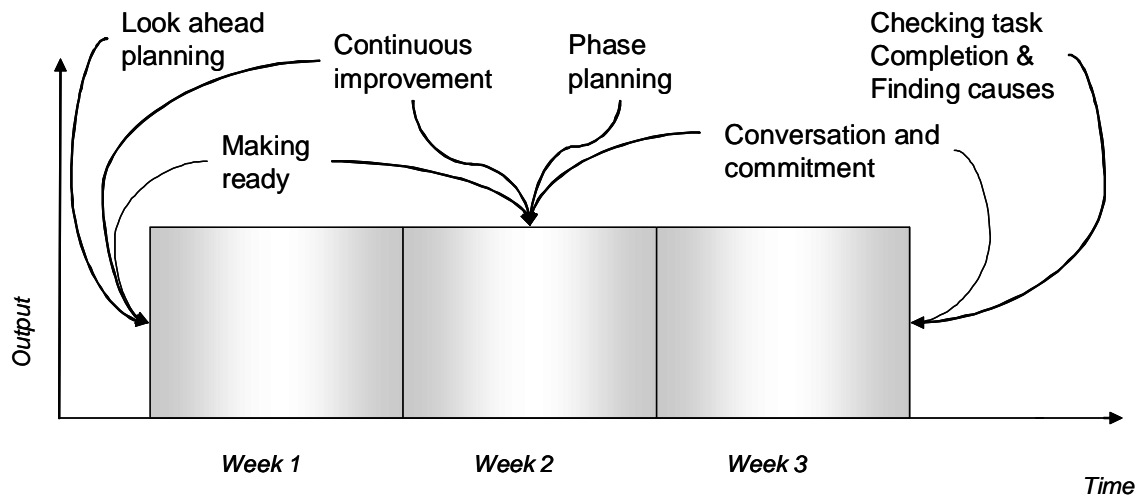 Look ahead
planning
Continuous
improvement
Phase
planning
Checking task
Completion &
Finding causes
Making
ready
Conversation and
commitment
Output
Week 1
Week 2
Week 3
Time